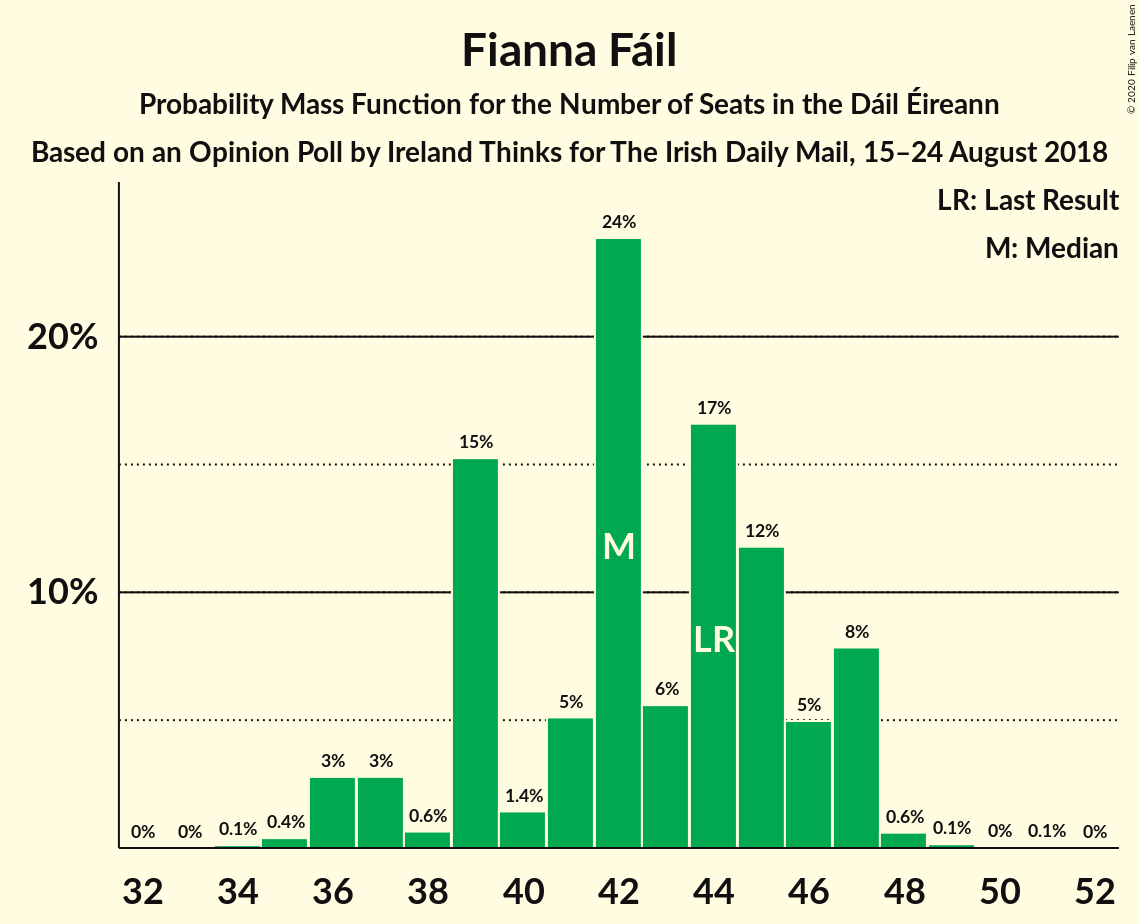 Fianna Fáil
Probability Mass Function for the Number of Seats in the Dáil Éireann
Based on an Opinion Poll by Ireland Thinks for The Irish Daily Mail, 15–24 August 2018
© 2020 Filip van Laenen
LR: Last Result
M: Median
20%
10%
0%
0%
0.1%
0.4%
3%
3%
0.6%
15%
1.4%
5%
24%
6%
17%
12%
5%
8%
0.6%
0.1%
0%
0.1%
0%
M
LR
32 34 36 38 40 42 44 46 48 50 52